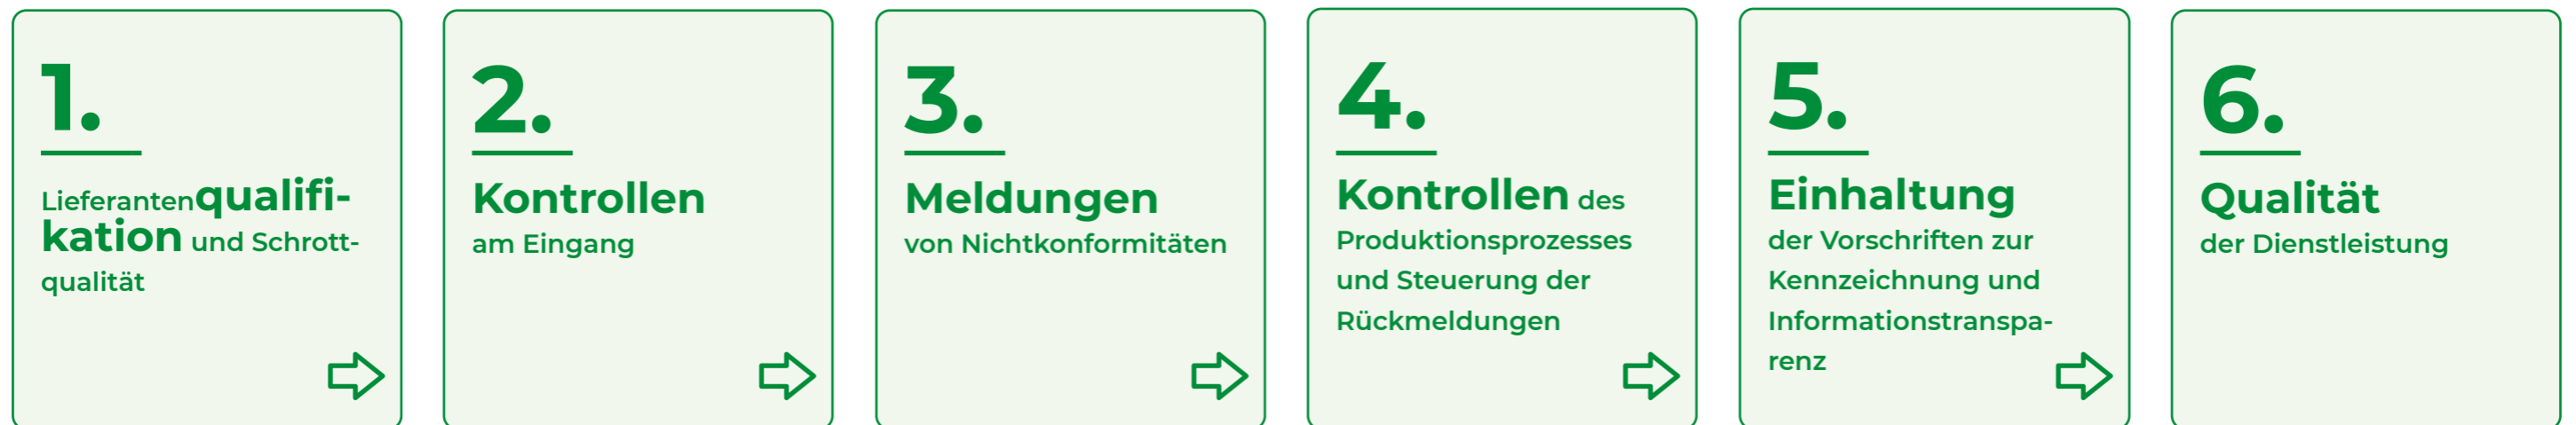 1.
Lieferantenqualifi-
kation und Schrott-
qualität
2.
Kontrollen
am Eingang
3.
Meldungen
von Nichtkonformitäten
4.
Kontrollen des
Produktionsprozesses
und Steuerung der
Rückmeldungen
5.
Einhaltung
der Vorschriften zur
Kennzeichnung und
Informationstranspa-
renz
6.
Qualität
der Dienstleistung